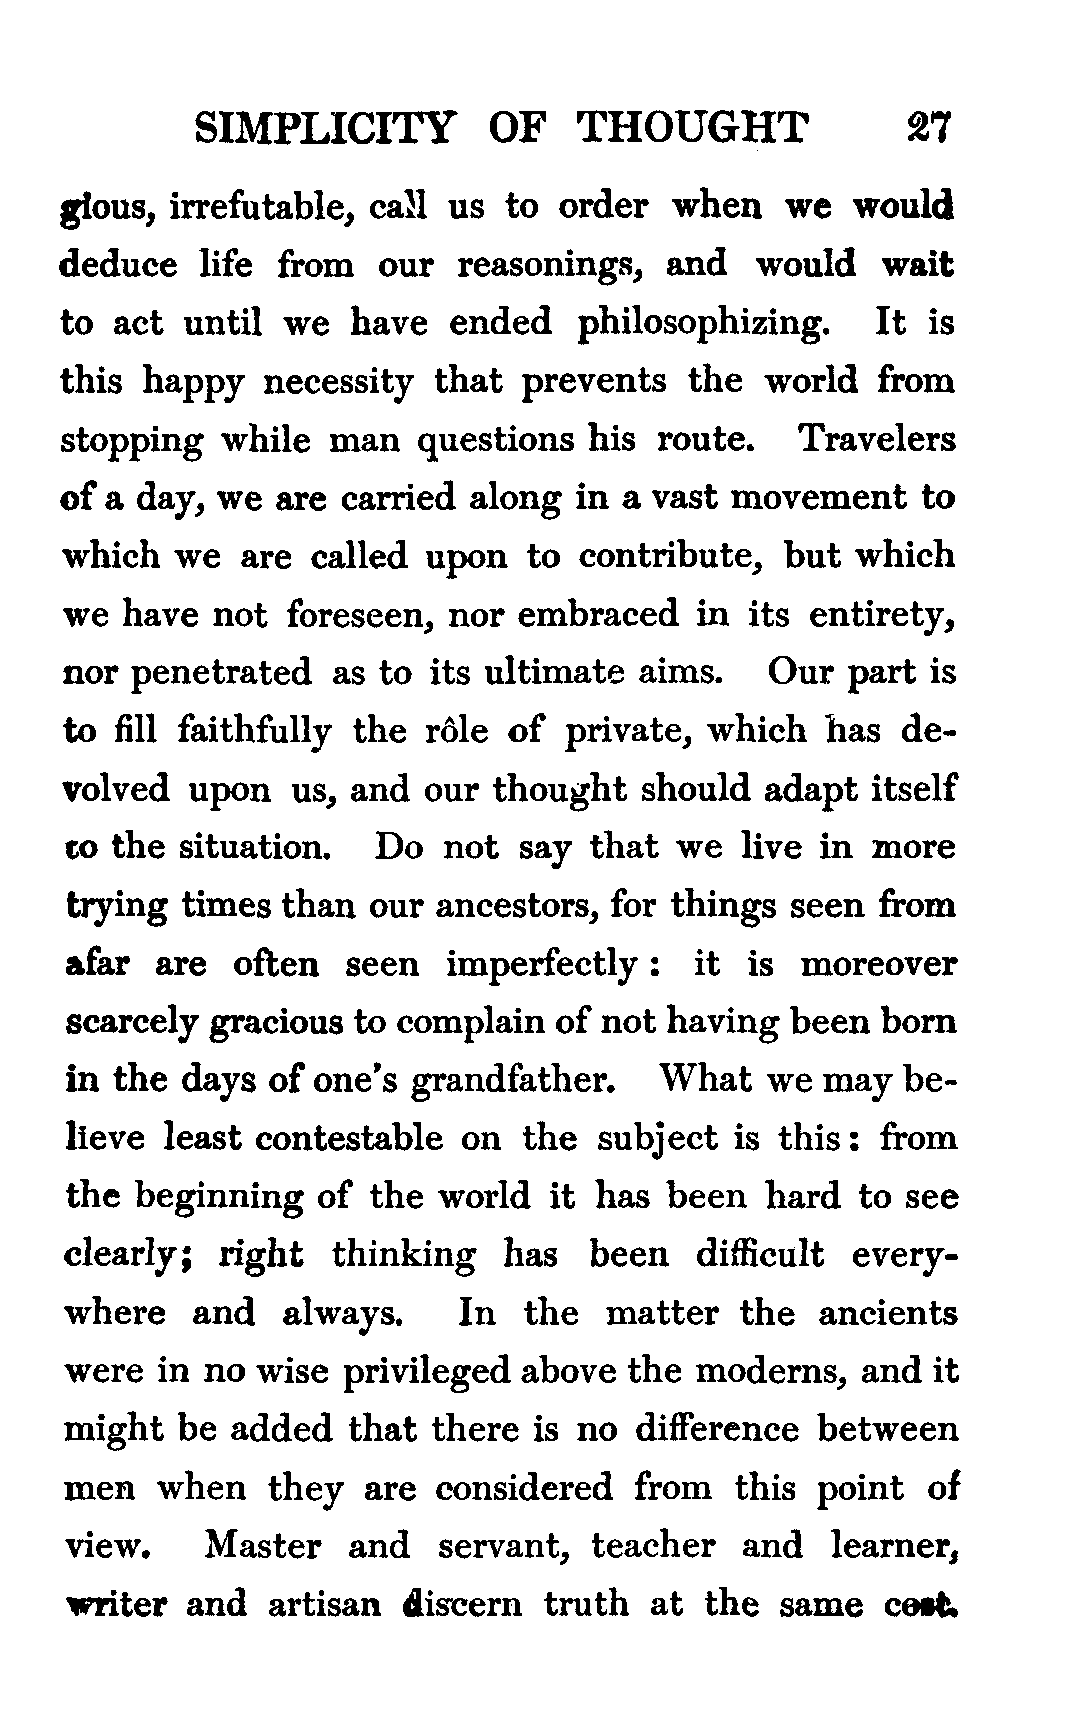 SIMPLICITY OF THOUGHT 27
gious, irrefutable, call us to order when we would
deduce life from our reasonings, and would wait
to act until we have ended philosophizing. It is
this happy necessity that prevents the world from
stopping while man questions his route. Travelers
of a day, we are carried along in a vast movement to
which we are called upon to contribute, but which
we have not foreseen, nor embraced in its entirety,
nor penetrated as to its ultimate aims. Our part is
to fill faithfully the rôle of private, which has de-
volved upon us, and our thought should adapt itself
to the situation. Do not say that we live in more
trying times than our ancestors, for things seen from
afar are often seen imperfectly : it is moreover
scarcely gracious to complain of not having been born
in the days of one's grandfather. What we may be-
lieve least contestable on the subject is this : from
the beginning of the world it has been hard to see
clearly; right thinking has been difficult every-
where and always. In the matter the ancients
were in no wise privileged above the moderns, and it
might be added that there is no difference between
men when they are considered from this point of
view. Master and servant, teacher and learner,
writer and artisan discern truth at the same cost.